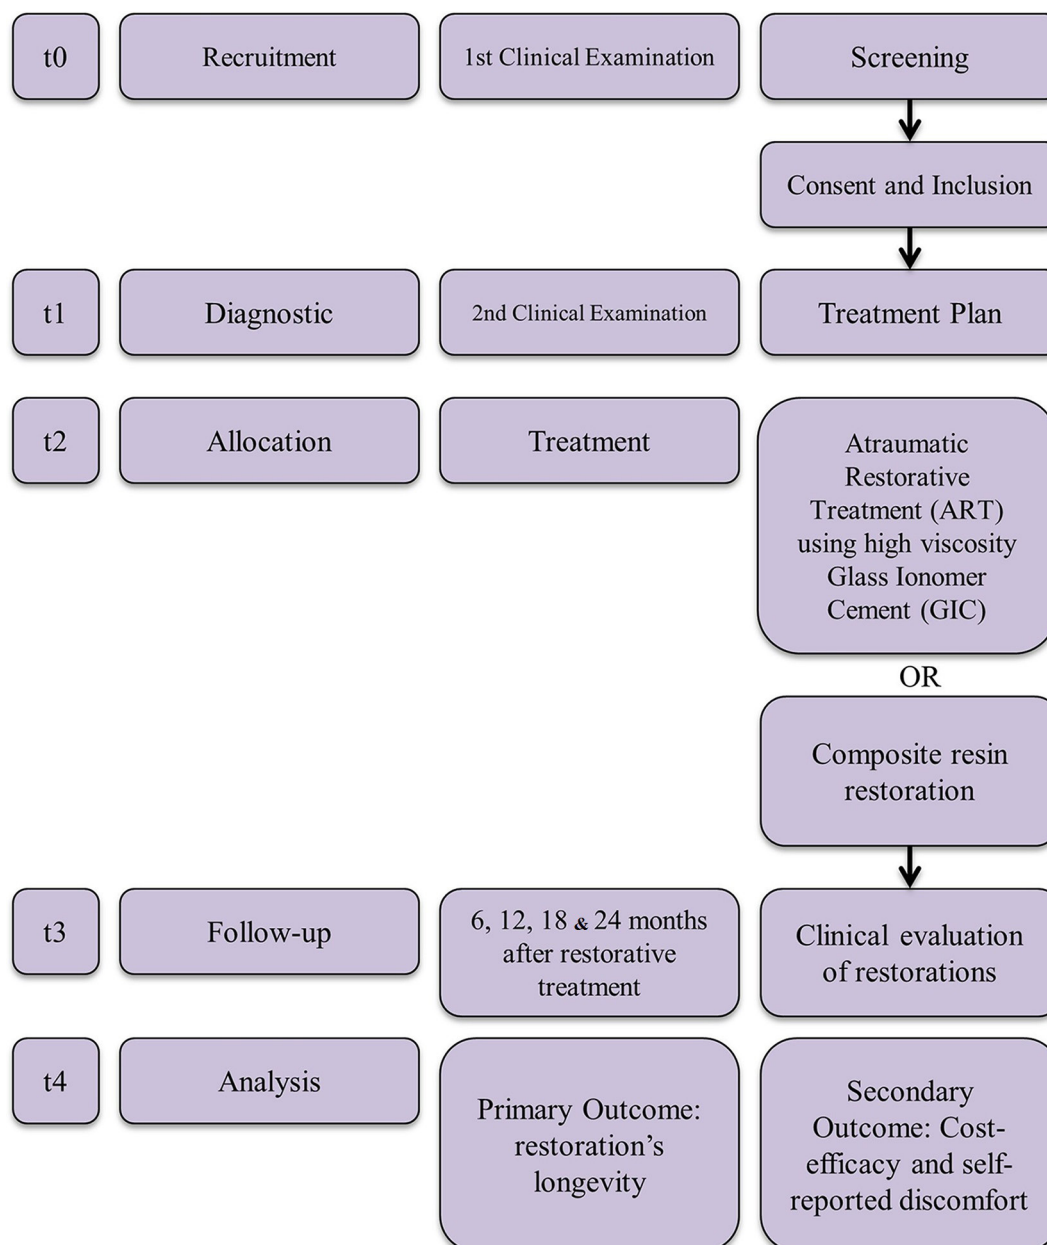 t0
Recruitment
1st Clinical Examination
Screening
Consent and Inclusion
t1
Diagnostic
2nd Clinical Examination
Treatment Plan
t2
Allocation
Treatment
Atraumatic
Restorative
Treatment (ART)
using high viscosity
Glass Ionomer
Cement (GIC)
OR
Composite resin
restoration
t3
Follow-up
6, 12, 18 & 24 months
after restorative
treatment
Clinical evaluation
of restorations
t4
Analysis
Primary Outcome:
restoration’s
longevity
Secondary
Outcome: Cost-
efficacy and self-
reported discomfort